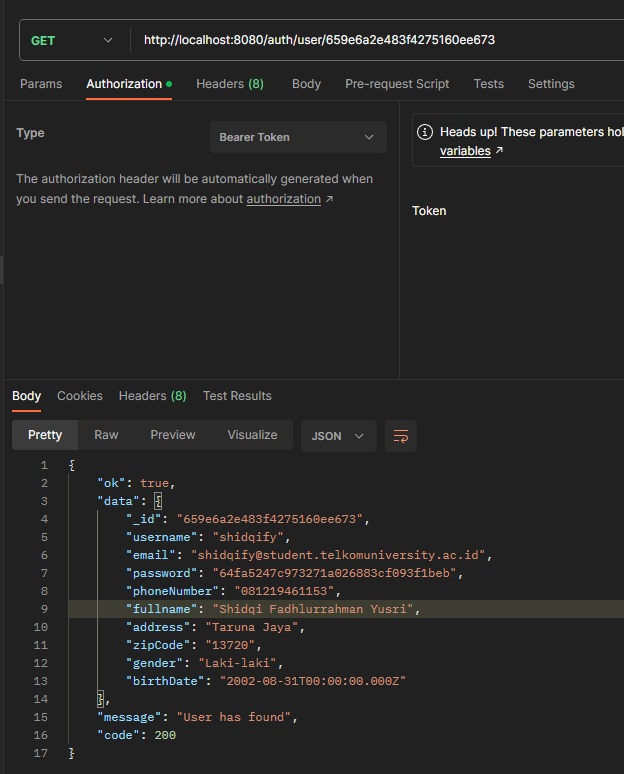 GET http://localhost:8080/auth/user/659e6a2e483f4275160ee673
Params Authorization Headers (8) Body Pre-request Script Tests Settings
Type Bearer Token
The authorization header will be automatically generated when
you send the request. Learn more about authorization ↗
Heads up! These parameters hol
variables ↗
Token
Body Cookies Headers (8) Test Results
Pretty Raw Preview Visualize JSON
1 {
2 "ok": true,
3 "data": {
4 "_id": "659e6a2e483f4275160ee673",
5 "username": "shidqify",
6 "email": "shidqify@student.telkomuniversity.ac.id",
7 "password": "64fa5247c973271a026883cf093f1beb",
8 "phoneNumber": "081219461153",
9 "fullname": "Shidqi Fadhlurrahman Yusri",
10 "address": "Taruna Jaya",
11 "zipCode": "13720",
12 "gender": "Laki-laki",
13 "birthDate": "2002-08-31T00:00:00.000Z"
14 },
15 "message": "User has found",
16 "code": 200
17 }